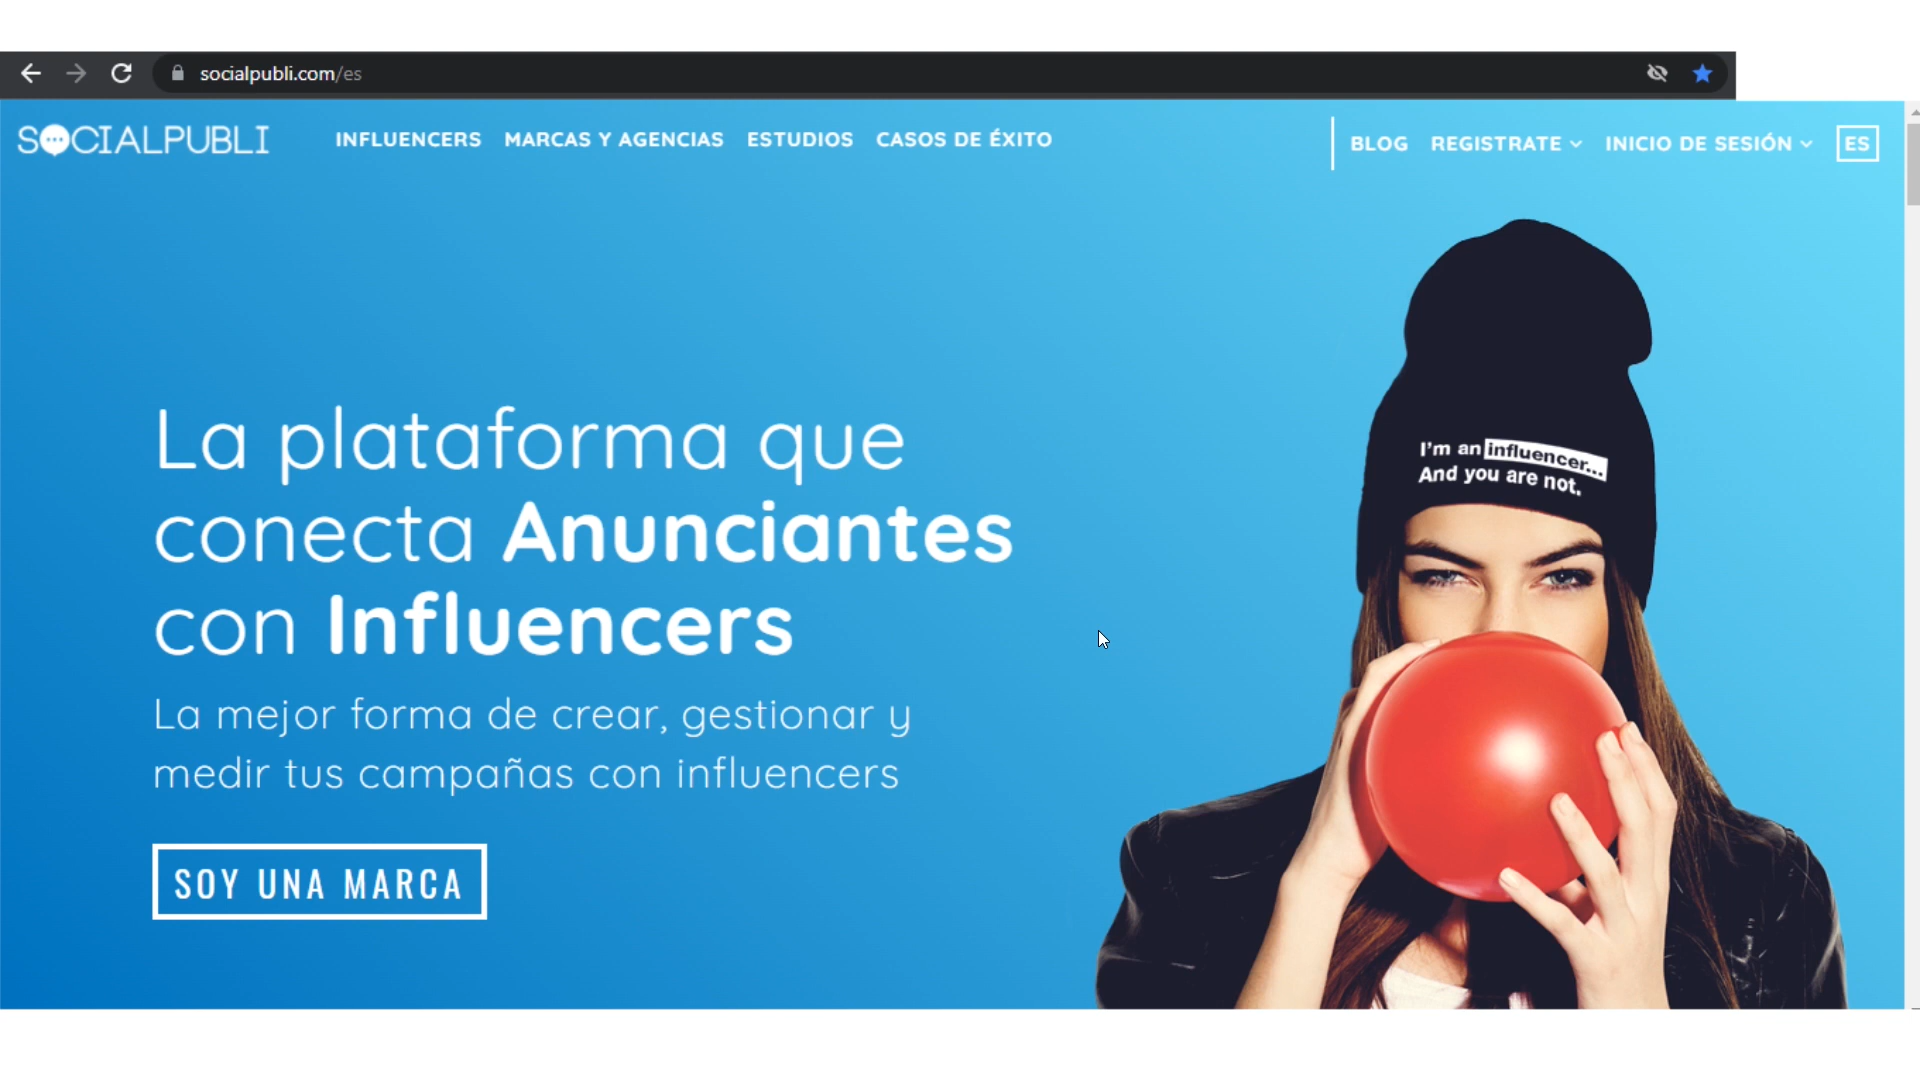 socialpubli.com/es
SOCIALPUBLI
INFLUENCERS MARCAS Y AGENCIAS ESTUDIOS CASOS DE ÉXITO
BLOG REGISTRATE INICIO DE SESIÓN ES
La plataforma que
conecta Anunciantes
con Influencers
La mejor forma de crear, gestionar y
medir tus campañas con influencers
SOY UNA MARCA
I'm an influencer...
And you are not.